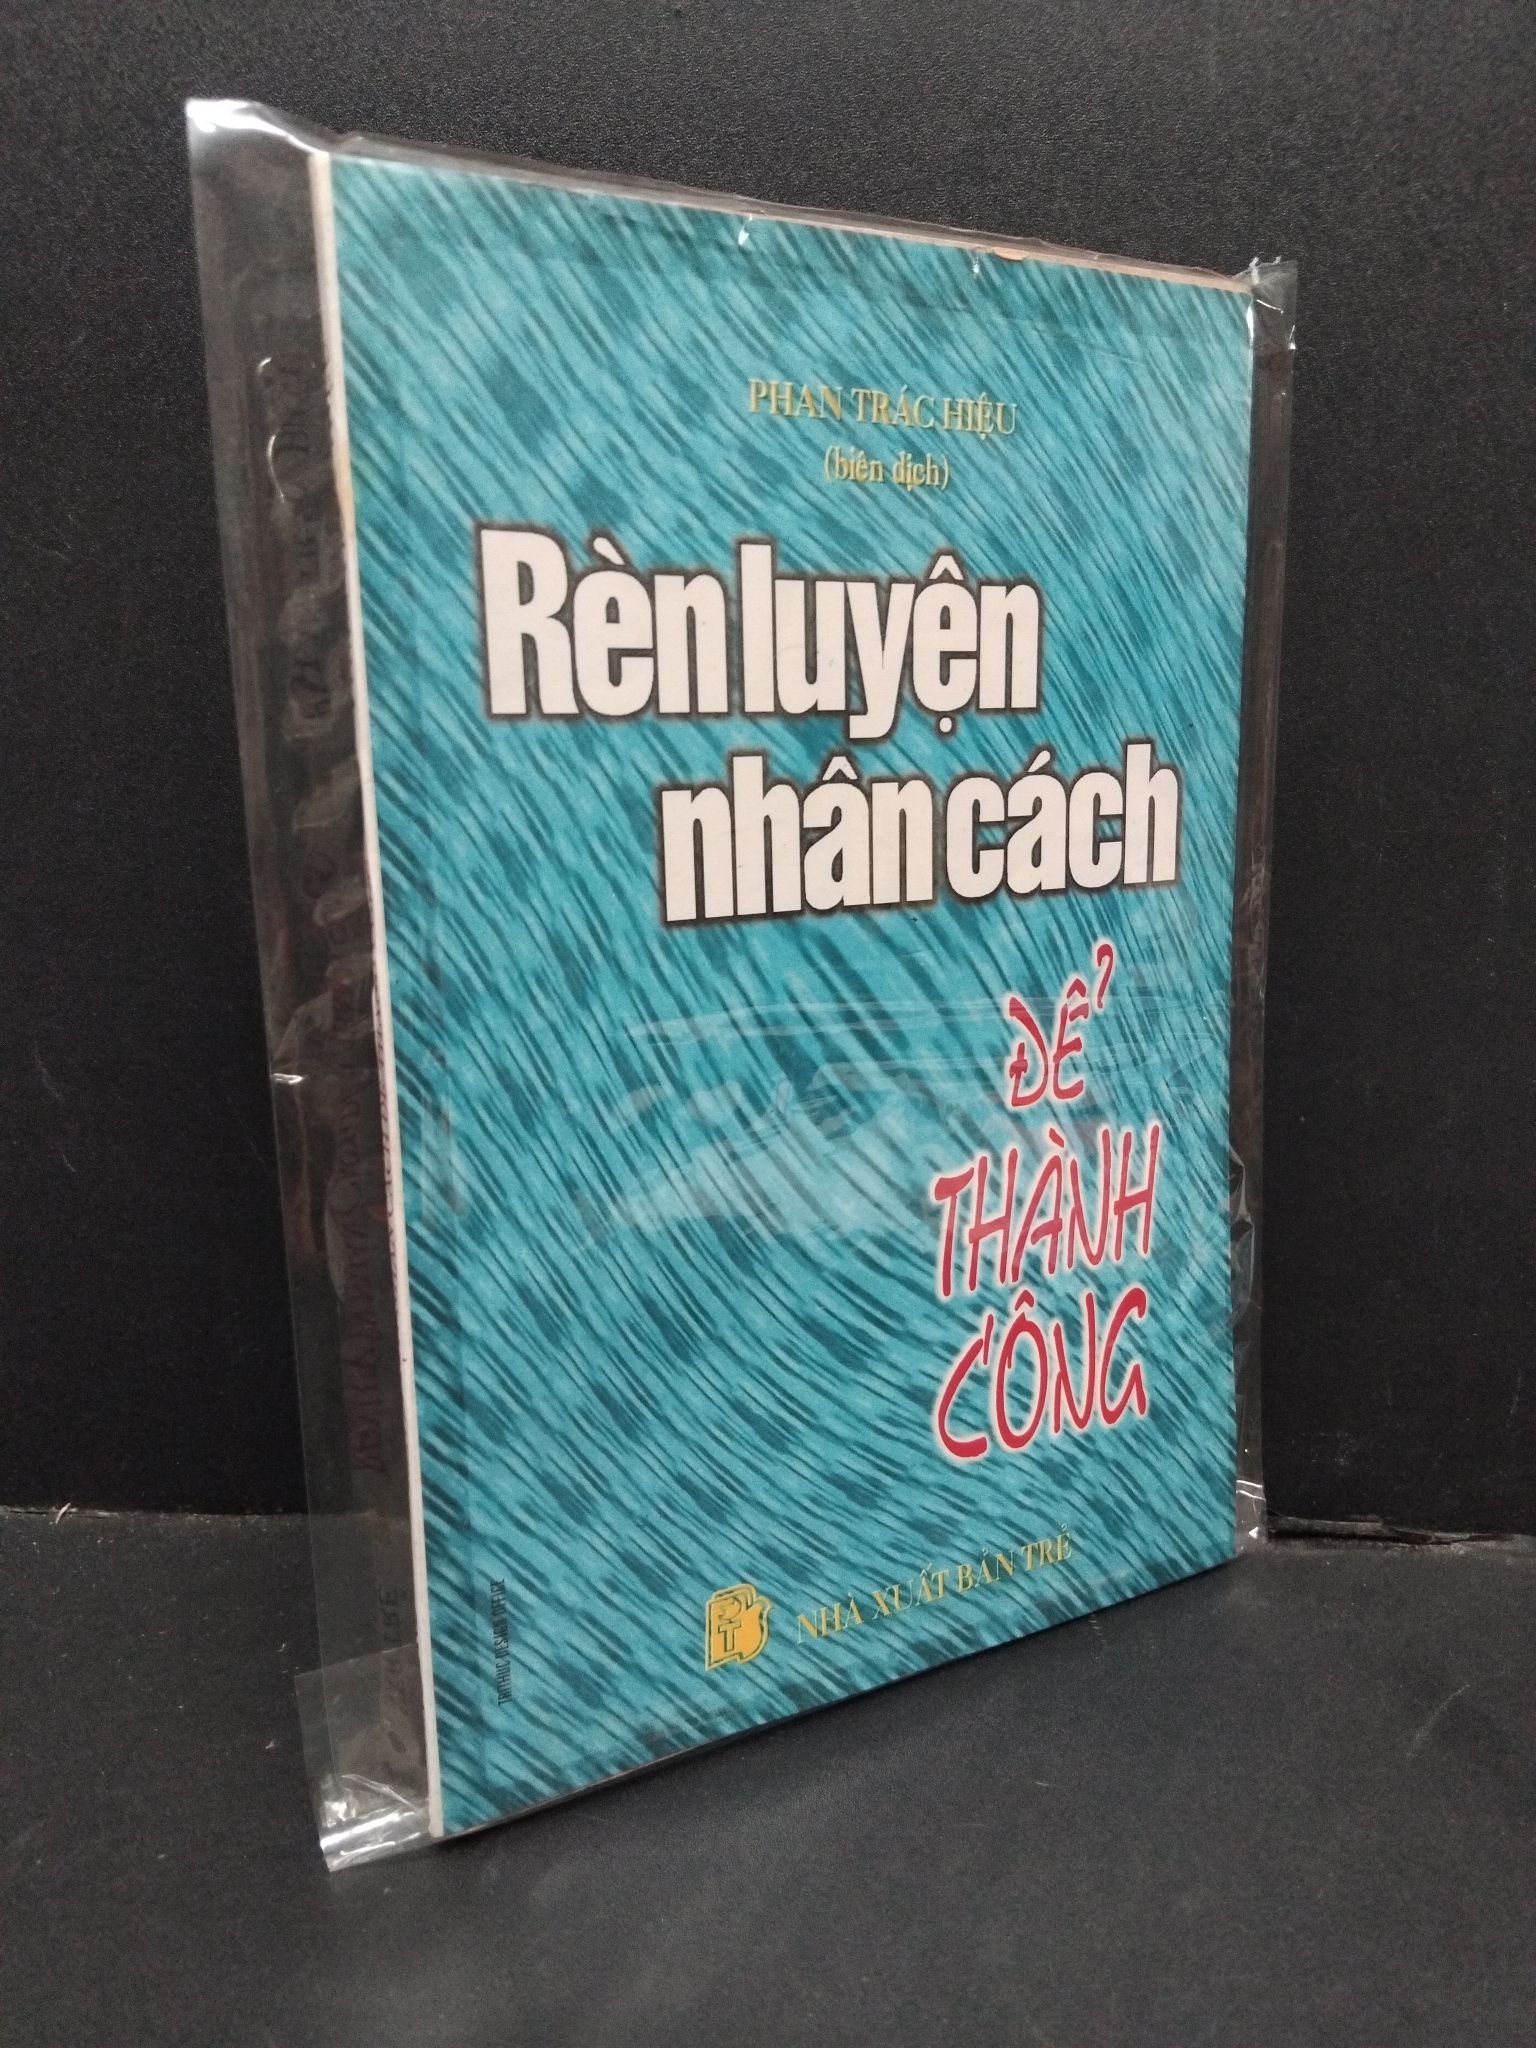 PHAN TRÁC HIỆU
(biên dịch)
Rèn luyện
nhân cách
ĐỂ
THÀNH
CÔNG
NHÀ XUẤT BẢN TRẺ